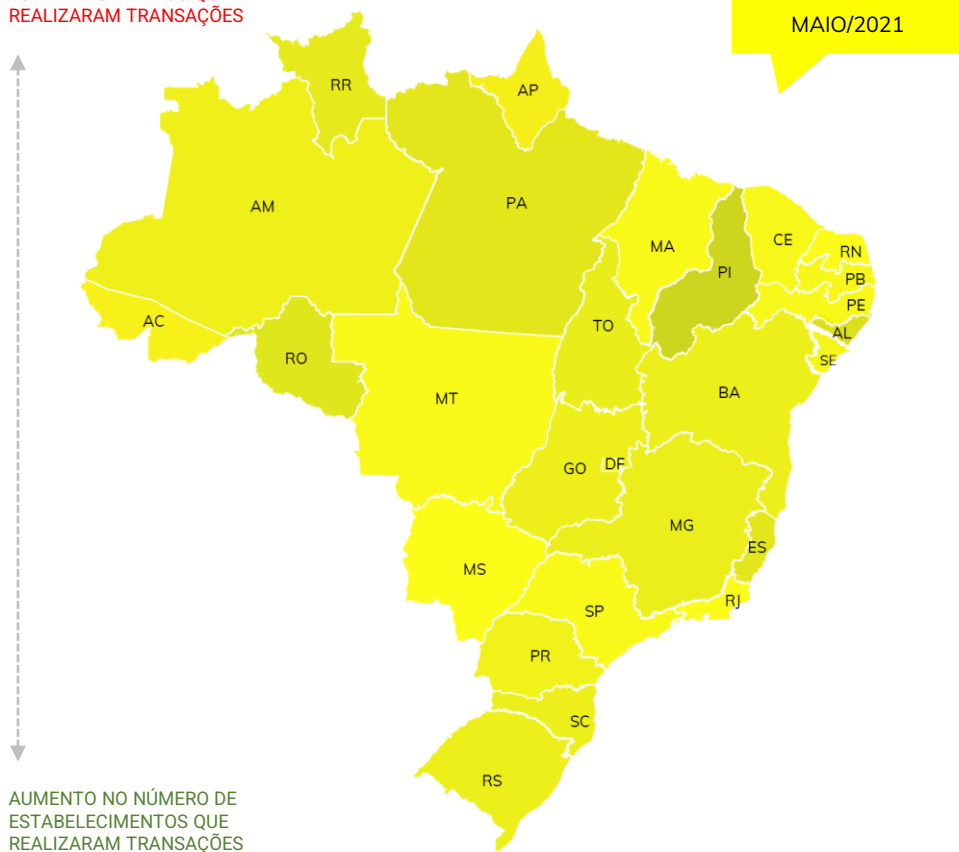 REALIZARAM TRANSAÇÕES
MAIO/2021
RR
AP
AM
PA
MA
CE
RN
PI
PB
PE
AC
TO
AL
RO
SE
BA
MT
GO
DF
MG
ES
MS
RJ
SP
PR
SC
RS
AUMENTO NO NÚMERO DE
ESTABELECIMENTOS QUE
REALIZARAM TRANSAÇÕES